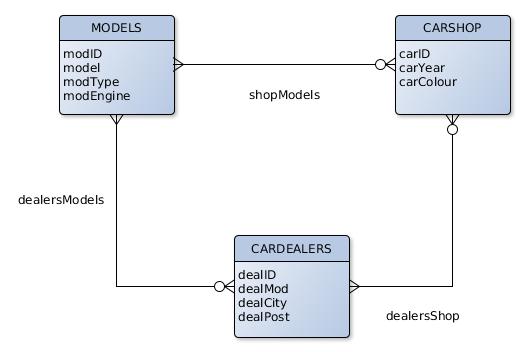 MODELS
modID
model
modType
modEngine
CARSHOP
carID
carYear
carColour
shopModels
dealersModels
CARDEALERS
dealID
dealMod
dealCity
dealPost
dealersShop